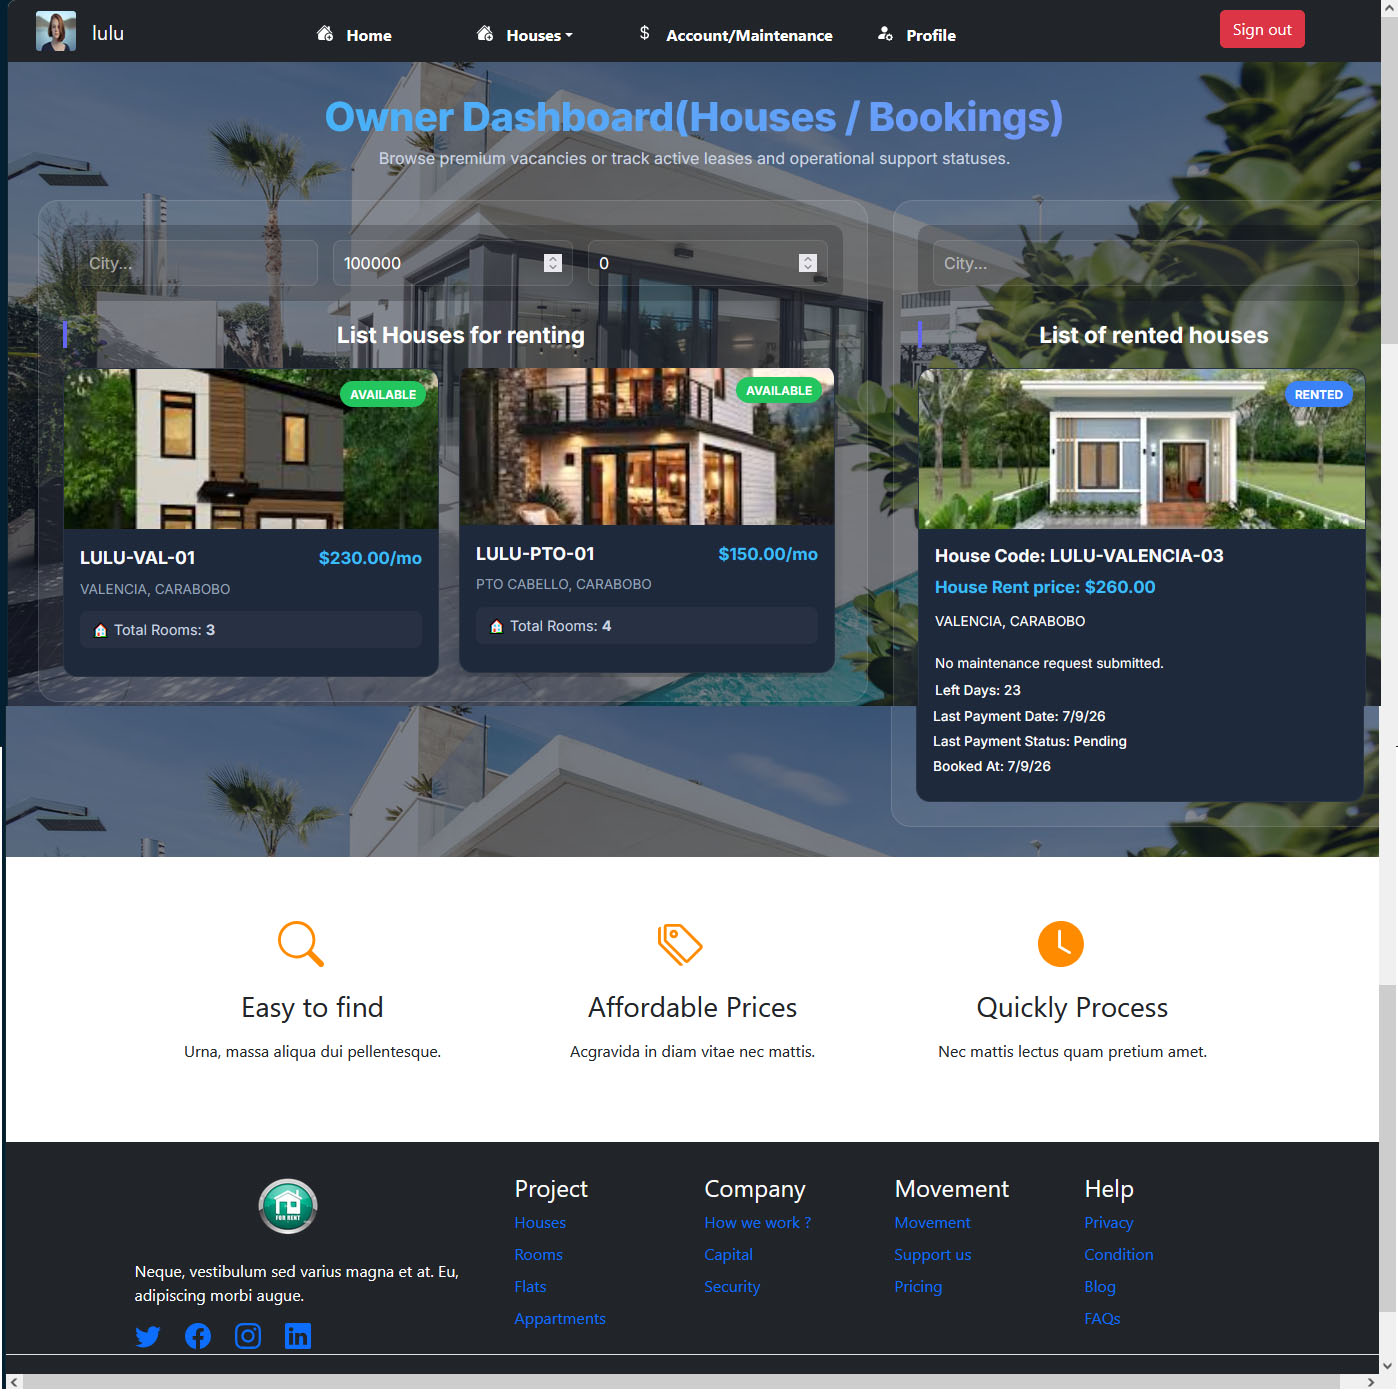 lulu
Home
Houses
Account/Maintenance
Profile
Sign out
Owner Dashboard(Houses / Bookings)
Browse premium vacancies or track active leases and operational support statuses.
City...
100000
0
List Houses for renting
AVAILABLE
LULU-VAL-01
$230.00/mo
VALENCIA, CARABOBO
Total Rooms: 3
AVAILABLE
LULU-PTO-01
$150.00/mo
PTO CABELLO, CARABOBO
Total Rooms: 4
City...
List of rented houses
RENTED
House Code: LULU-VALENCIA-03
House Rent price: $260.00
VALENCIA, CARABOBO
No maintenance request submitted.
Left Days: 23
Last Payment Date: 7/9/26
Last Payment Status: Pending
Booked At: 7/9/26
Easy to find
Urna, massa aliqua dui pellentesque.
Affordable Prices
Acgravida in diam vitae nec mattis.
Quickly Process
Nec mattis lectus quam pretium amet.
FOR RENT
Neque, vestibulum sed varius magna et at. Eu,
adipiscing morbi augue.
Project
Houses
Rooms
Flats
Appartments
Company
How we work ?
Capital
Security
Movement
Movement
Support us
Pricing
Help
Privacy
Condition
Blog
FAQs